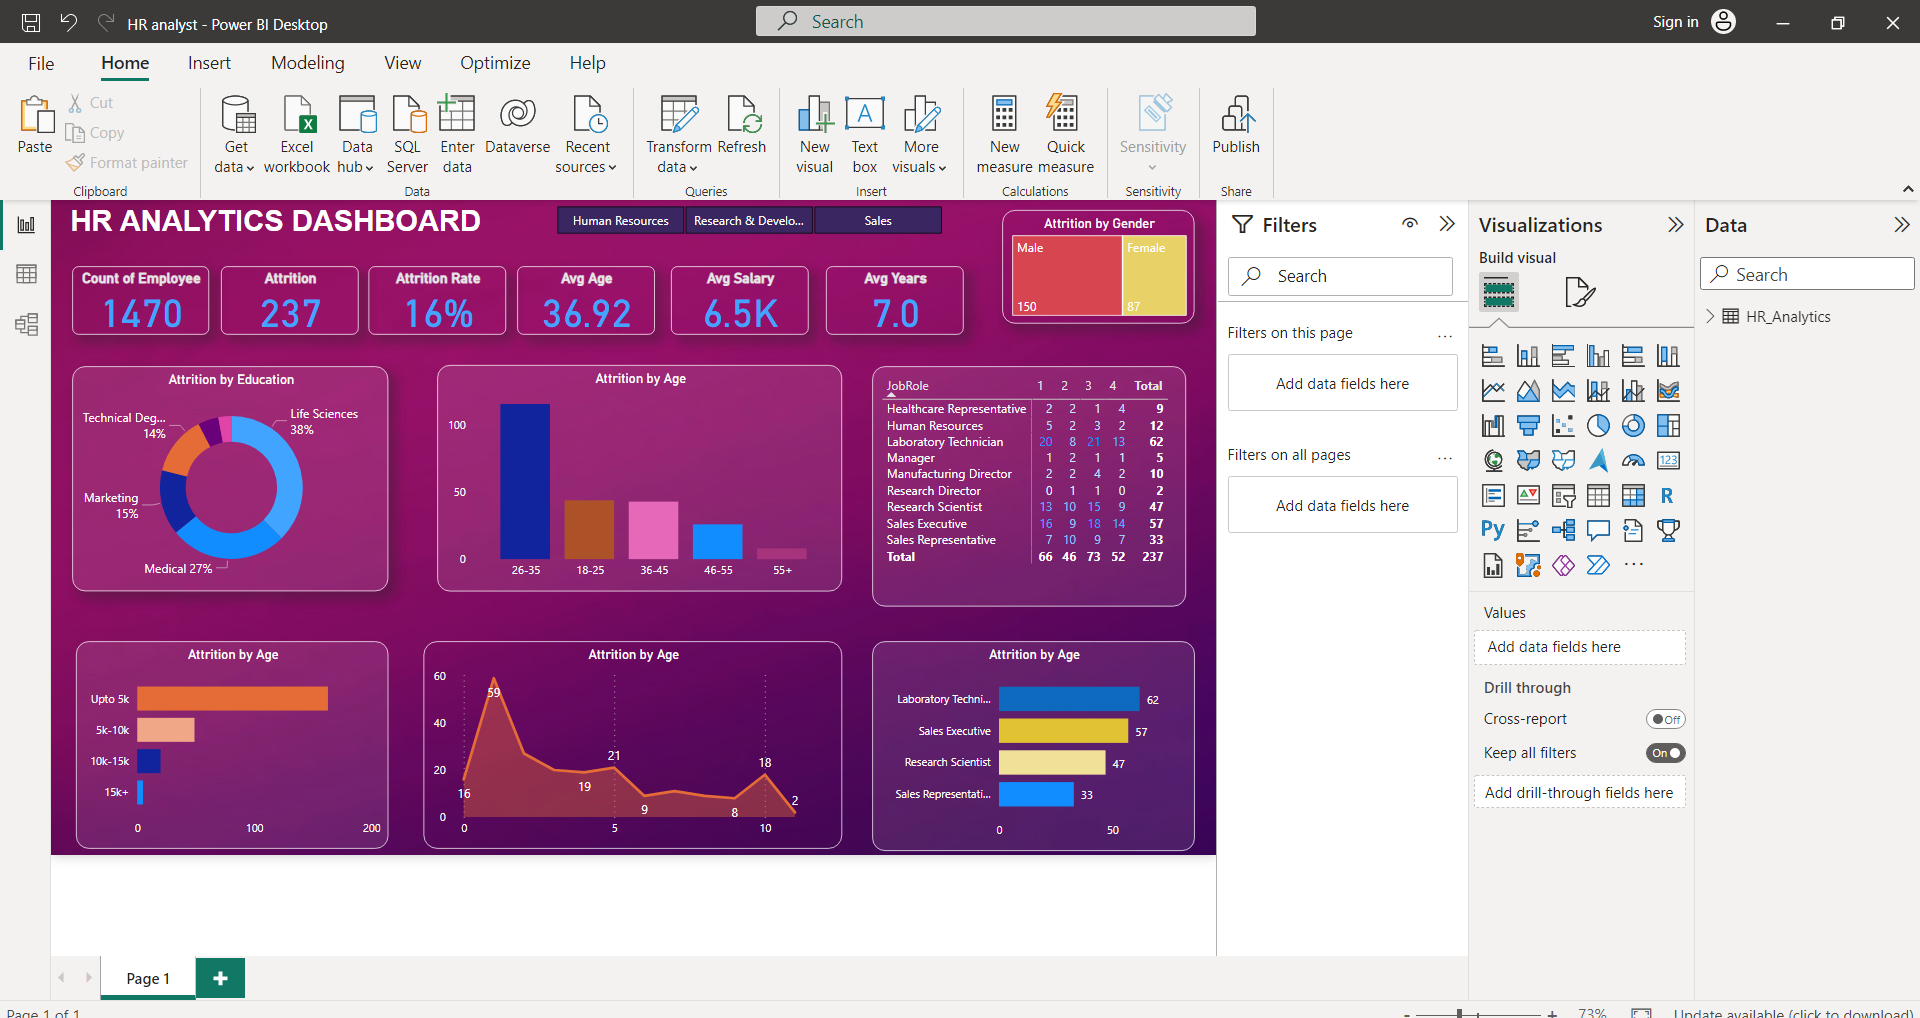 HR analyst - Power BI Desktop
Search
Sign in
File Home Insert Modeling View Optimize Help
Paste
Cut
Copy
Format painter
Clipboard
Get data
Excel workbook
Data hub
SQL Server
Enter data
Dataverse
Recent sources
Data
Transform data
Refresh
Queries
New visual
Text box
A
More visuals
Insert
New measure
Quick measure
Calculations
Sensitivity
Sensitivity
Publish
Share
HR ANALYTICS DASHBOARD
Human Resources
Research & Develo...
Sales
Count of Employee
1470
Attrition
237
Attrition Rate
16%
Avg Age
36.92
Avg Salary
6.5K
Avg Years
7.0
Attrition by Gender
Male
150
Female
87
Attrition by Education
Technical Deg...
14%
Life Sciences
38%
Marketing
15%
Medical 27%
Attrition by Age
100
50
0
26-35 18-25 36-45 46-55 55+
JobRole 1 2 3 4 Total
Healthcare Representative 2 2 1 4 9
Human Resources 5 2 3 2 12
Laboratory Technician 20 8 21 13 62
Manager 1 2 1 1 5
Manufacturing Director 2 2 4 2 10
Research Director 0 1 1 0 2
Research Scientist 13 10 15 9 47
Sales Executive 16 9 18 14 57
Sales Representative 7 10 9 7 33
Total 66 46 73 52 237
Attrition by Age
Upto 5k
5k-10k
10k-15k
15k+
0 100 200
Attrition by Age
60
40
20
0
16
59
19
21
9
8
18
2
0 5 10
Attrition by Age
Laboratory Techni... 62
Sales Executive 57
Research Scientist 47
Sales Representati... 33
0 50
Filters
Search
Filters on this page
...
Add data fields here
Filters on all pages
...
Add data fields here
Visualizations
Build visual
123
R
Py
...
Values
Add data fields here
Drill through
Cross-report
Off
Keep all filters
On
Add drill-through fields here
Data
Search
HR_Analytics
Page 1
+
Page 1 of 1
- + 73%
Update available (click to download)